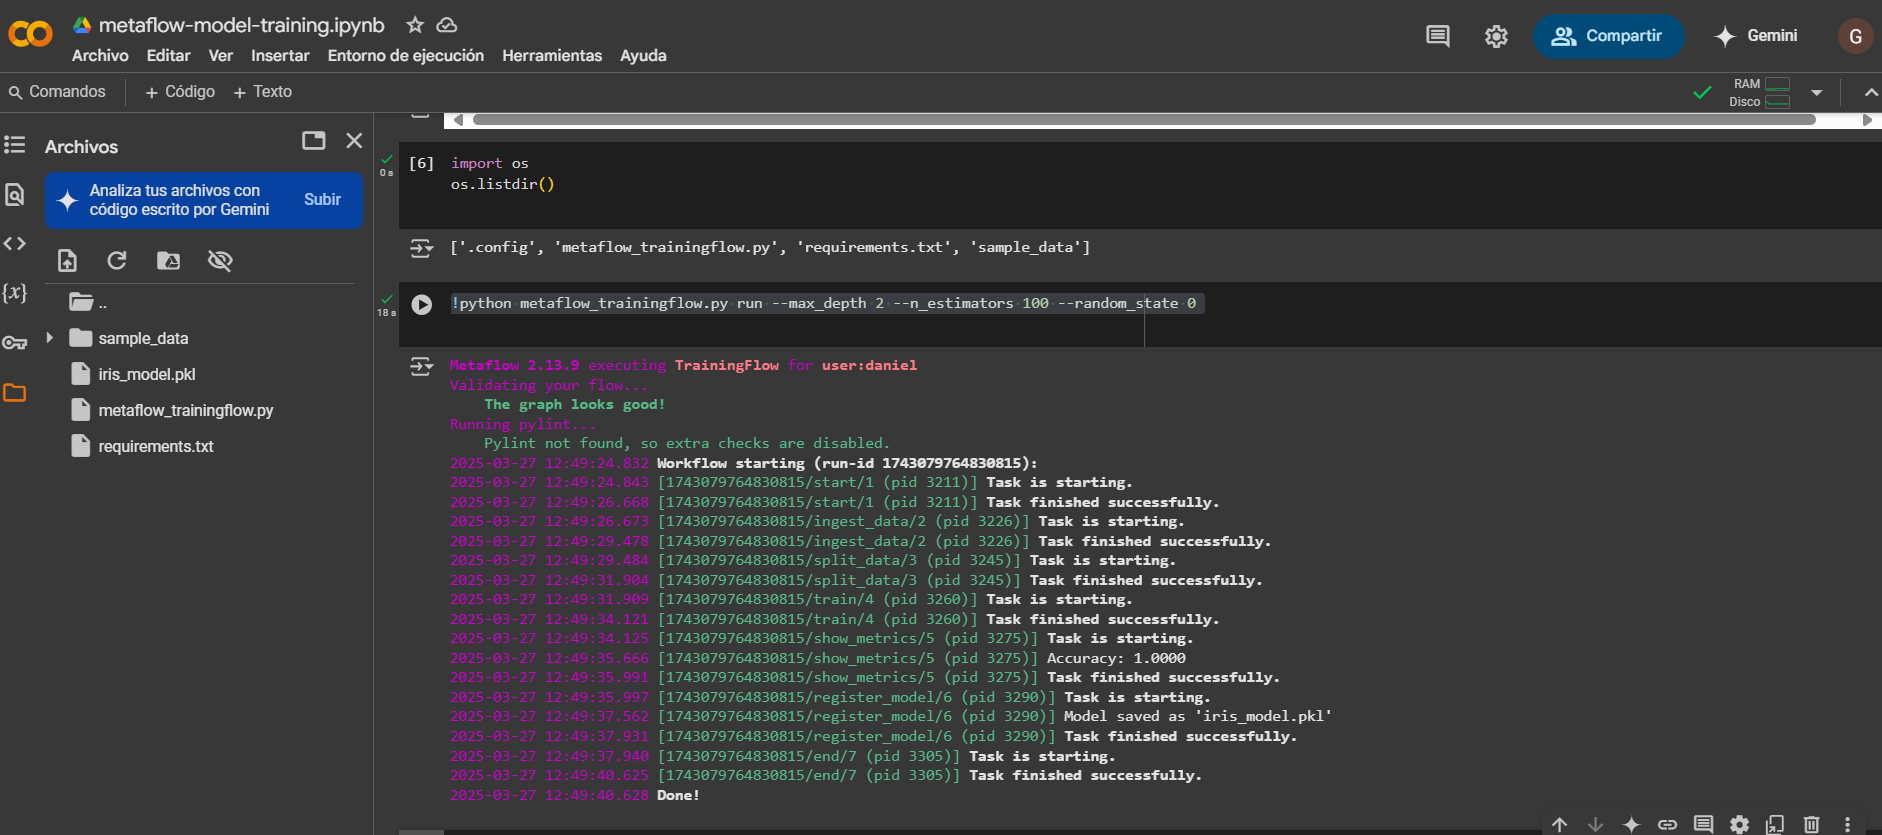 metaflow-model-training.ipynb
Archivo Editar Ver Insertar Entorno de ejecución Herramientas Ayuda
Compartir
Gemini
G
Comandos + Código + Texto
RAM
Disco
Archivos
Analiza tus archivos con
código escrito por Gemini
Subir
..
sample_data
iris_model.pkl
metaflow_trainingflow.py
requirements.txt
0 s
[6] import os
os.listdir()
['.config', 'metaflow_trainingflow.py', 'requirements.txt', 'sample_data']
18 s
!python metaflow_trainingflow.py run --max_depth 2 --n_estimators 100 --random_state 0
Metaflow 2.13.9 executing TrainingFlow for user:daniel
Validating your flow...
The graph looks good!
Running pylint...
Pylint not found, so extra checks are disabled.
2025-03-27 12:49:24.832 Workflow starting (run-id 1743079764830815):
2025-03-27 12:49:24.843 [1743079764830815/start/1 (pid 3211)] Task is starting.
2025-03-27 12:49:26.668 [1743079764830815/start/1 (pid 3211)] Task finished successfully.
2025-03-27 12:49:26.673 [1743079764830815/ingest_data/2 (pid 3226)] Task is starting.
2025-03-27 12:49:29.478 [1743079764830815/ingest_data/2 (pid 3226)] Task finished successfully.
2025-03-27 12:49:29.484 [1743079764830815/split_data/3 (pid 3245)] Task is starting.
2025-03-27 12:49:31.904 [1743079764830815/split_data/3 (pid 3245)] Task finished successfully.
2025-03-27 12:49:31.909 [1743079764830815/train/4 (pid 3260)] Task is starting.
2025-03-27 12:49:34.121 [1743079764830815/train/4 (pid 3260)] Task finished successfully.
2025-03-27 12:49:34.125 [1743079764830815/show_metrics/5 (pid 3275)] Task is starting.
2025-03-27 12:49:35.666 [1743079764830815/show_metrics/5 (pid 3275)] Accuracy: 1.0000
2025-03-27 12:49:35.991 [1743079764830815/show_metrics/5 (pid 3275)] Task finished successfully.
2025-03-27 12:49:35.997 [1743079764830815/register_model/6 (pid 3290)] Task is starting.
2025-03-27 12:49:37.562 [1743079764830815/register_model/6 (pid 3290)] Model saved as 'iris_model.pkl'
2025-03-27 12:49:37.931 [1743079764830815/register_model/6 (pid 3290)] Task finished successfully.
2025-03-27 12:49:37.940 [1743079764830815/end/7 (pid 3305)] Task is starting.
2025-03-27 12:49:40.625 [1743079764830815/end/7 (pid 3305)] Task finished successfully.
2025-03-27 12:49:40.628 Done!